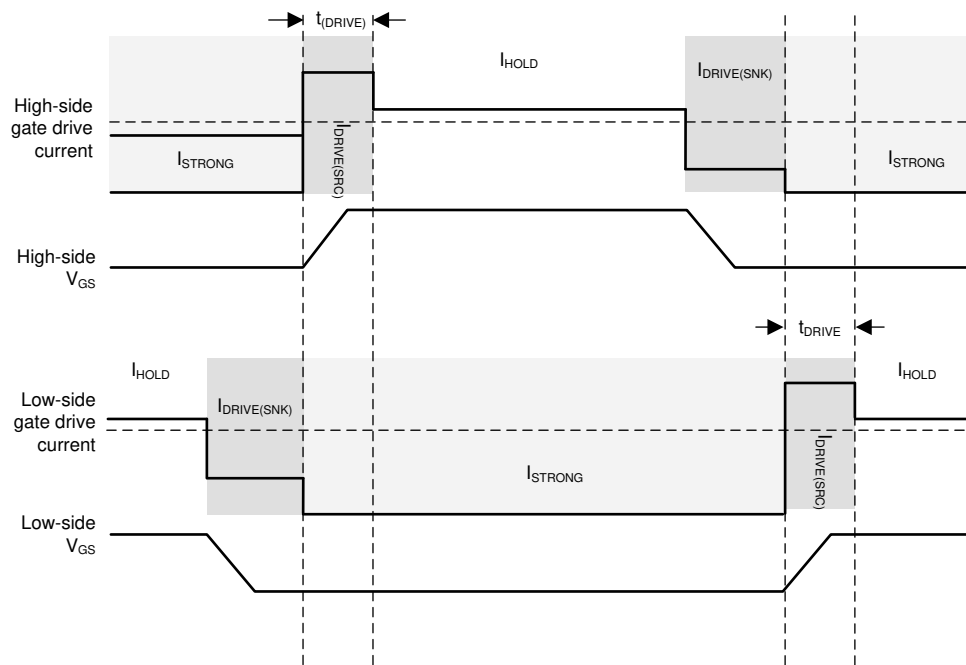 t(DRIVE)
IHOLD
IDRIVE(SNK)
High-side
gate drive
current
IDRIVE(SRC)
ISTRONG
ISTRONG
High-side
VGS
tDRIVE
IHOLD
IHOLD
Low-side
gate drive
current
IDRIVE(SNK)
IDRIVE(SRC)
ISTRONG
Low-side
VGS